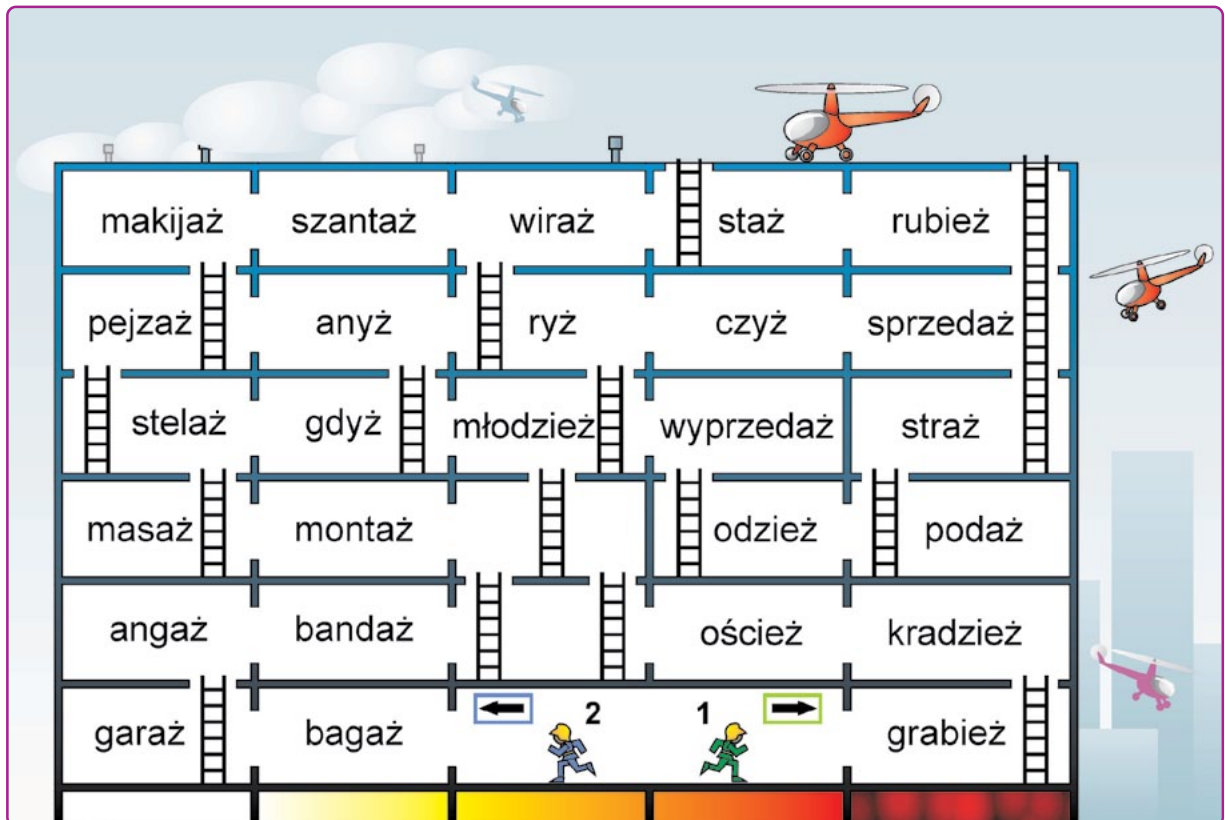 makijaż szantaż wiraż staż rubież
pejzaż anyż ryż czyż sprzedaż
stelaż gdyż młodzież wyprzedaż straż
masaż montaż odzież podaż
angaż bandaż oścież kradzież
garaż bagaż 2 1 grabież